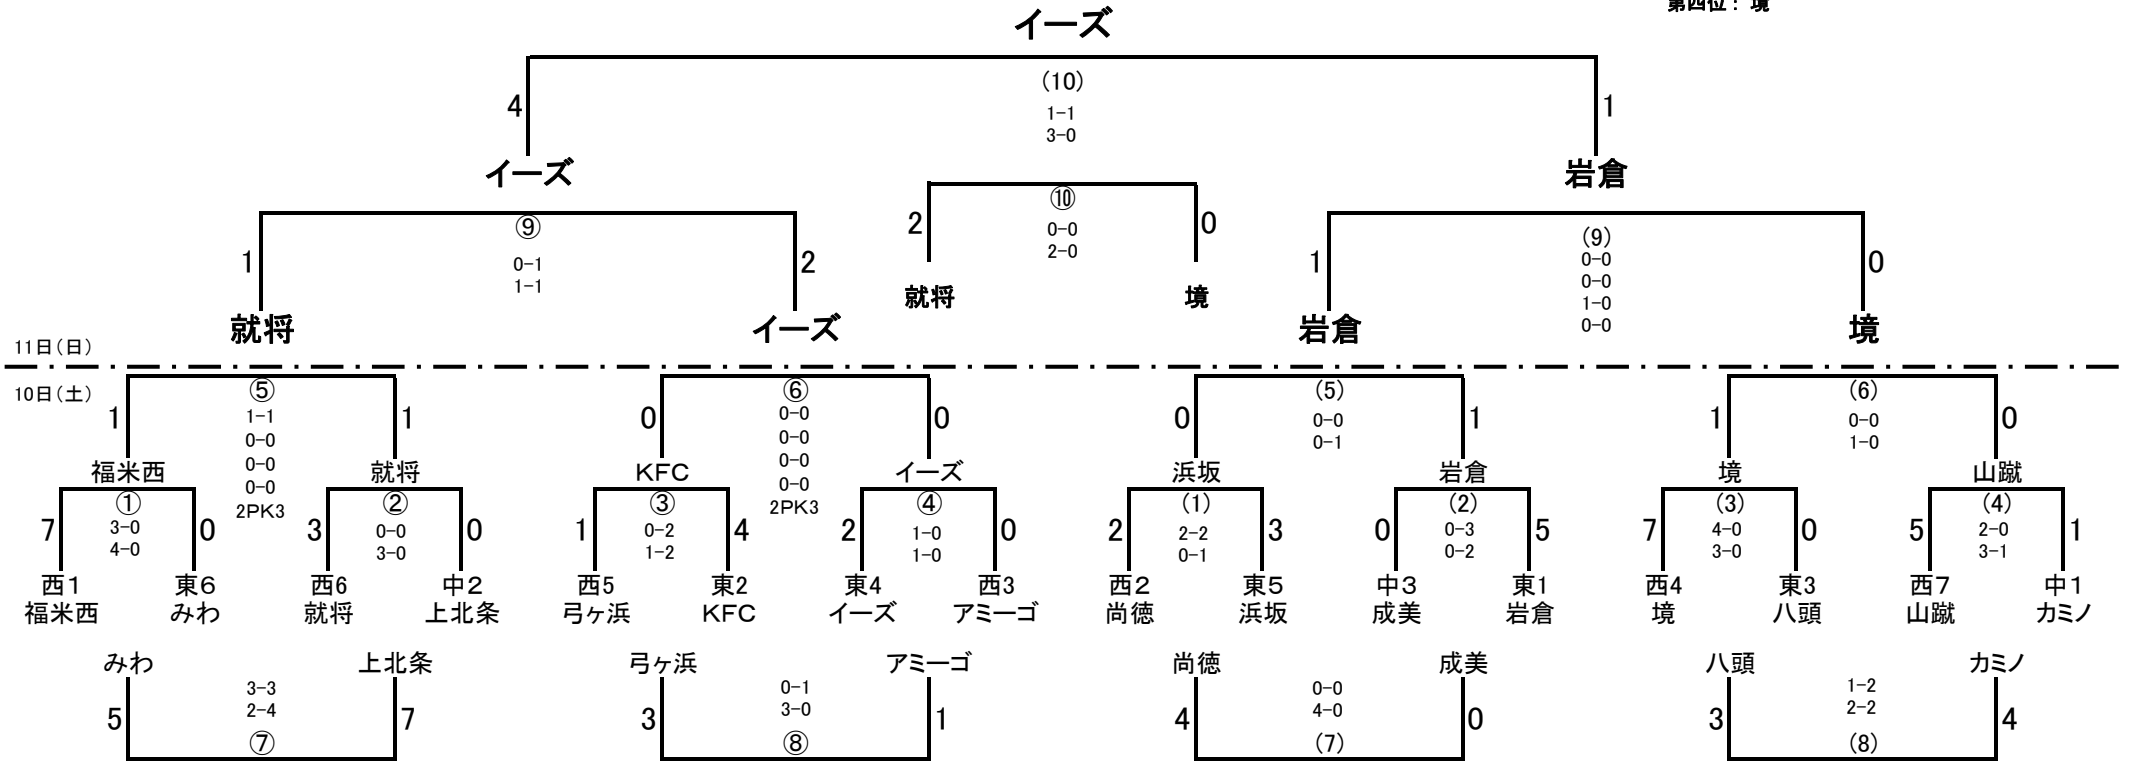 第四位： 境
イーズ
(10)
4
1
1-1
3-0
イーズ
岩倉
⑨
⑩
(9)
1
2
2
0
1
0
0-1
1-1
0-0
2-0
0-0
0-0
1-0
0-0
就将
境
就将
イーズ
岩倉
境
11日(日)
10日(土)
⑤
⑥
(5)
(6)
1
1
0
0
0
1
1
0
1-1
0-0
0-0
0-0
2PK3
0-0
0-0
0-0
0-0
2PK3
0-0
0-1
0-0
1-0
福米西
就将
KFC
イーズ
浜坂
岩倉
境
山蹴
①
②
③
④
(1)
(2)
(3)
(4)
7
3-0
4-0
0
3
0-0
3-0
0
1
0-2
1-2
4
2
1-0
1-0
0
2
2-2
0-1
3
0
0-3
0-2
5
7
4-0
3-0
0
5
2-0
3-1
1
西1
東6
西6
中2
西5
東2
東4
西3
西2
東5
中3
東1
西4
東3
西7
中1
福米西
みわ
就将
上北条
弓ヶ浜
KFC
イーズ
アミーゴ
尚徳
浜坂
成美
岩倉
境
八頭
山蹴
カミノ
みわ
上北条
弓ヶ浜
アミーゴ
尚徳
成美
八頭
カミノ
5
3-3
2-4
7
3
0-1
3-0
1
4
0-0
4-0
0
3
1-2
2-2
4
⑦
⑧
(7)
(8)